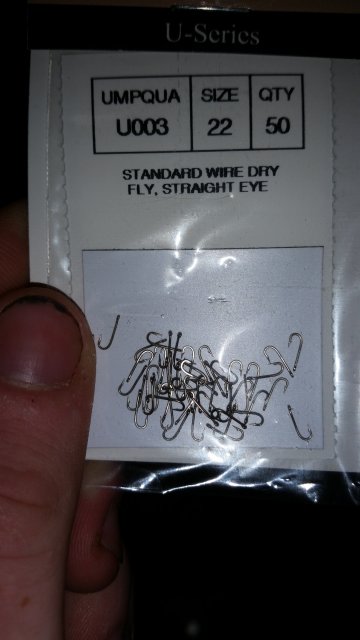 U-Series
UMPQUA SIZE QTY
U003 22 50
STANDARD WIRE DRY
FLY, STRAIGHT EYE